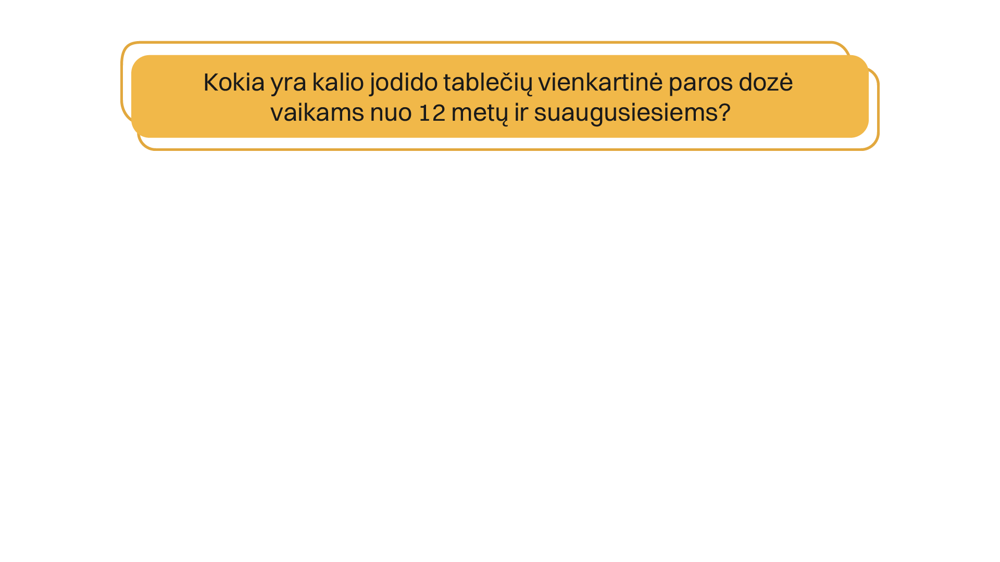 Kokia yra kalio jodido tablečių vienkartinė paros dozė
vaikams nuo 12 metų ir suaugusiesiems?